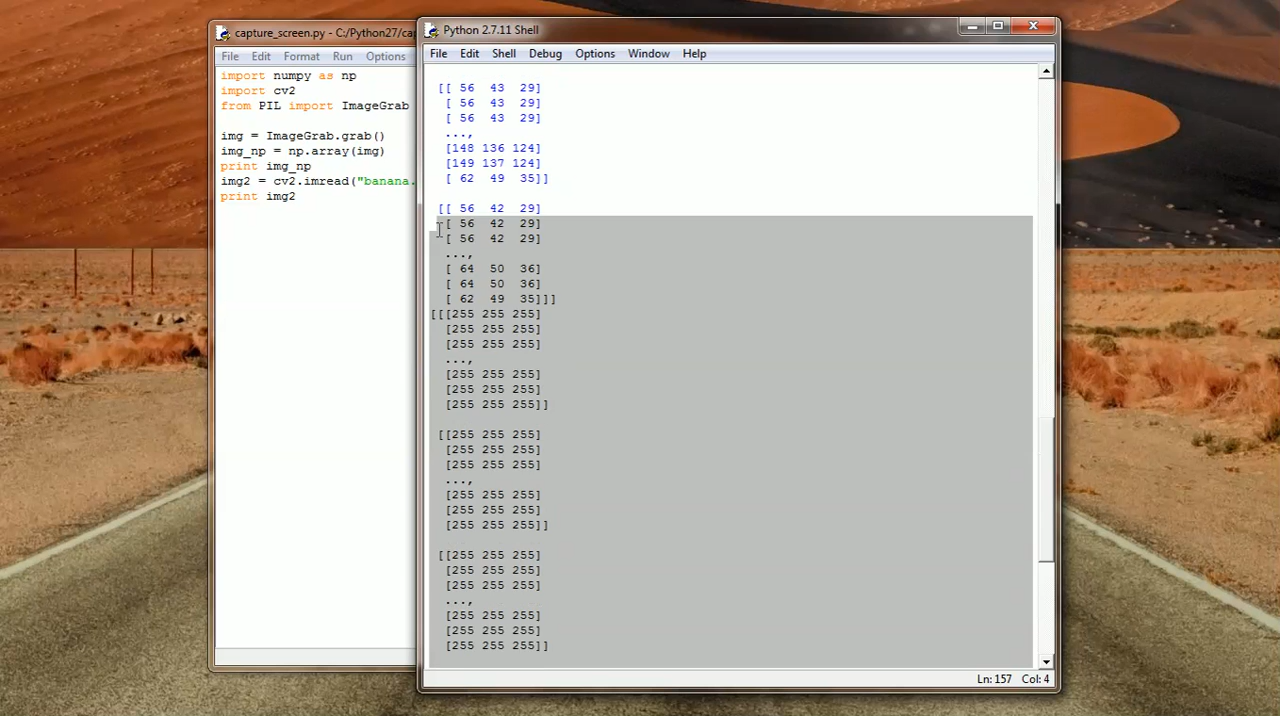 capture_screen.py - C:/Python27/cap
File Edit Format Run Options
import numpy as np
import cv2
from PIL import ImageGrab
img = ImageGrab.grab()
img_np = np.array(img)
print img_np
img2 = cv2.imread("banana.
print img2
Python 2.7.11 Shell
File Edit Shell Debug Options Window Help
[[ 56 43 29]
[ 56 43 29]
[ 56 43 29]
...,
[148 136 124]
[149 137 124]
[ 62 49 35]]
[[ 56 42 29]
[ 56 42 29]
[ 56 42 29]
...,
[ 64 50 36]
[ 64 50 36]
[ 62 49 35]]]
[[[255 255 255]
[255 255 255]
[255 255 255]
...,
[255 255 255]
[255 255 255]
[255 255 255]]
[[255 255 255]
[255 255 255]
[255 255 255]
...,
[255 255 255]
[255 255 255]
[255 255 255]]
[[255 255 255]
[255 255 255]
[255 255 255]
...,
[255 255 255]
[255 255 255]
[255 255 255]]
Ln: 157 Col: 4